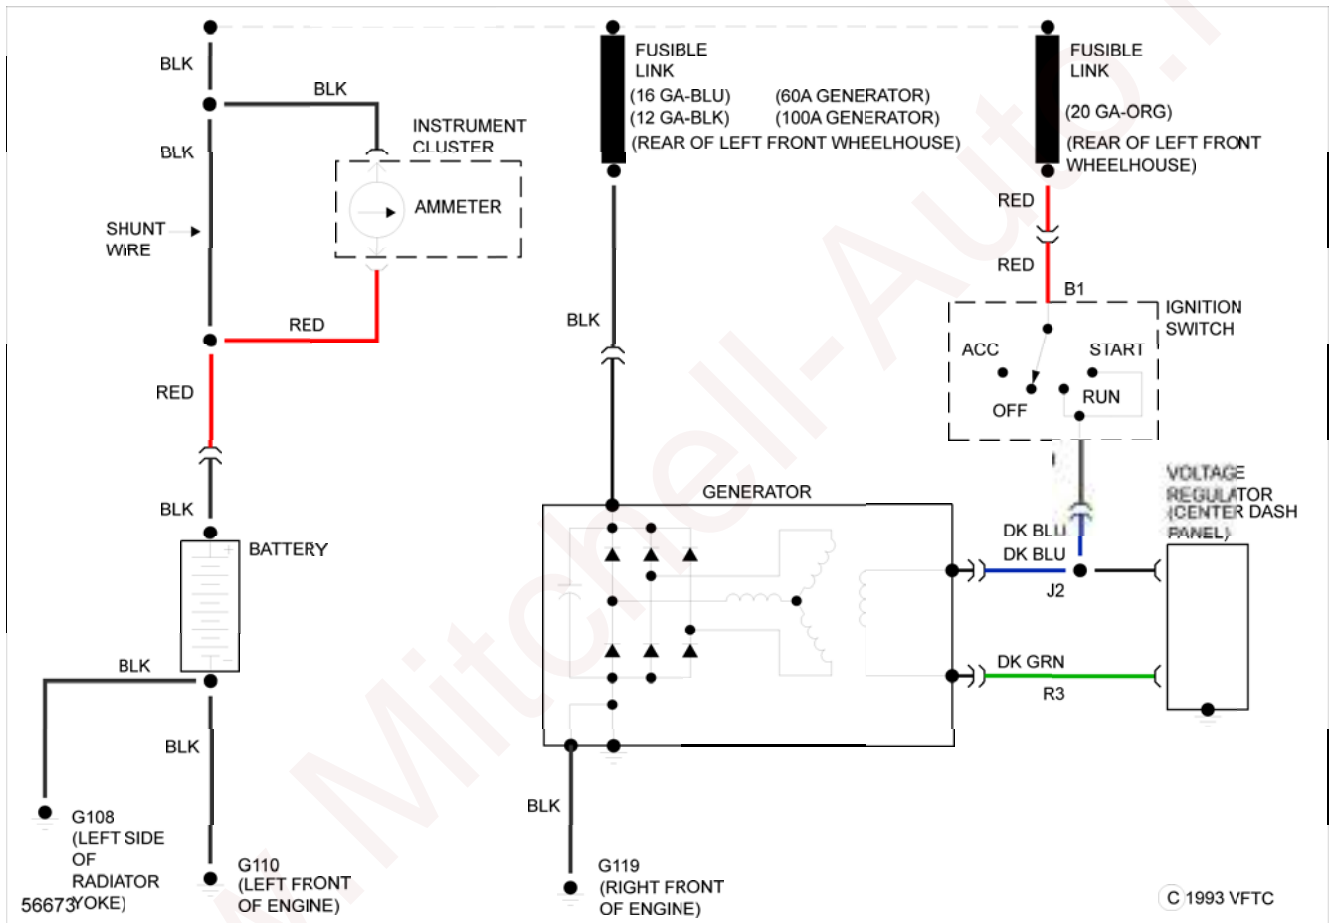 BLK
BLK
FUSIBLE
LINK
(16 GA-BLU) (60A GENERATOR)
(12 GA-BLK) (100A GENERATOR)
(REAR OF LEFT FRONT WHEELHOUSE)
FUSIBLE
LINK
(20 GA-ORG)
(REAR OF LEFT FRONT
WHEELHOUSE)
INSTRUMENT
CLUSTER
BLK
AMMETER
SHUNT
WIRE
RED
RED
RED
RED
B1
IGNITION
SWITCH
BLK
ACC
START
OFF
RUN
BLK
BATTERY
+
-
GENERATOR
VOLTAGE
REGULATOR
(CENTER DASH
PANEL)
DK BLU
DK BLU
J2
DK GRN
R3
BLK
BLK
BLK
G108
(LEFT SIDE
OF
RADIATOR
YOKE)
G110
(LEFT FRONT
OF ENGINE)
G119
(RIGHT FRONT
OF ENGINE)
56673
C 1993 VFTC
w.Mitchell-Auto.